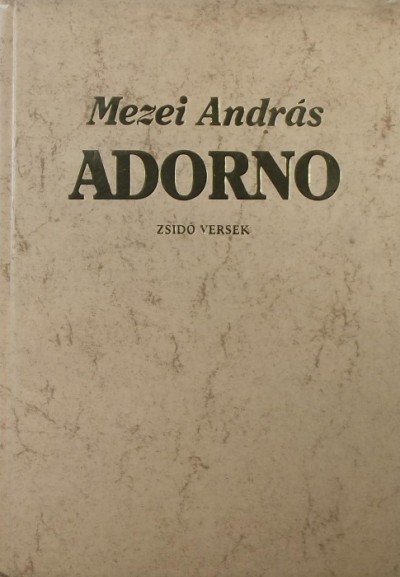 Mezei András
ADORNO
ZSIDÓ VERSEK